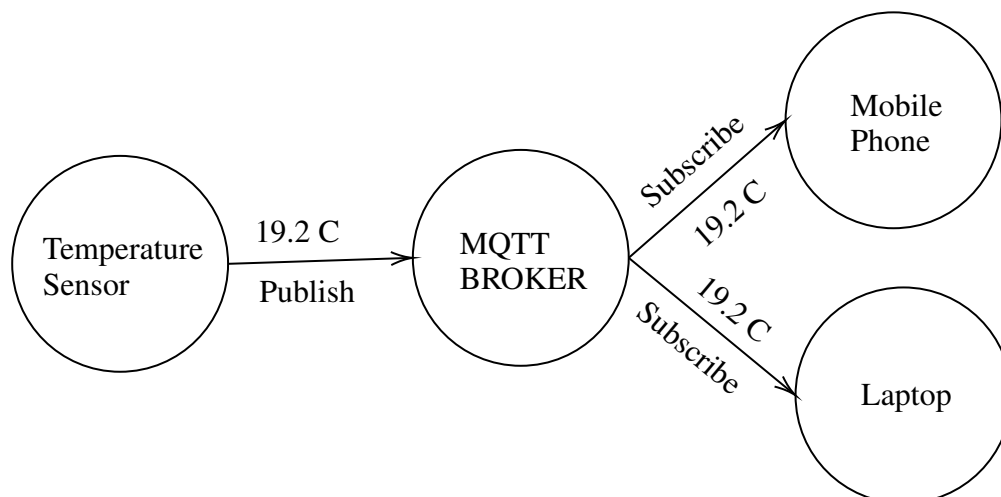 Temperature
Sensor
19.2 C
Publish
MQTT
BROKER
Subscribe
19.2 C
Mobile
Phone
19.2 C
Subscribe
Laptop